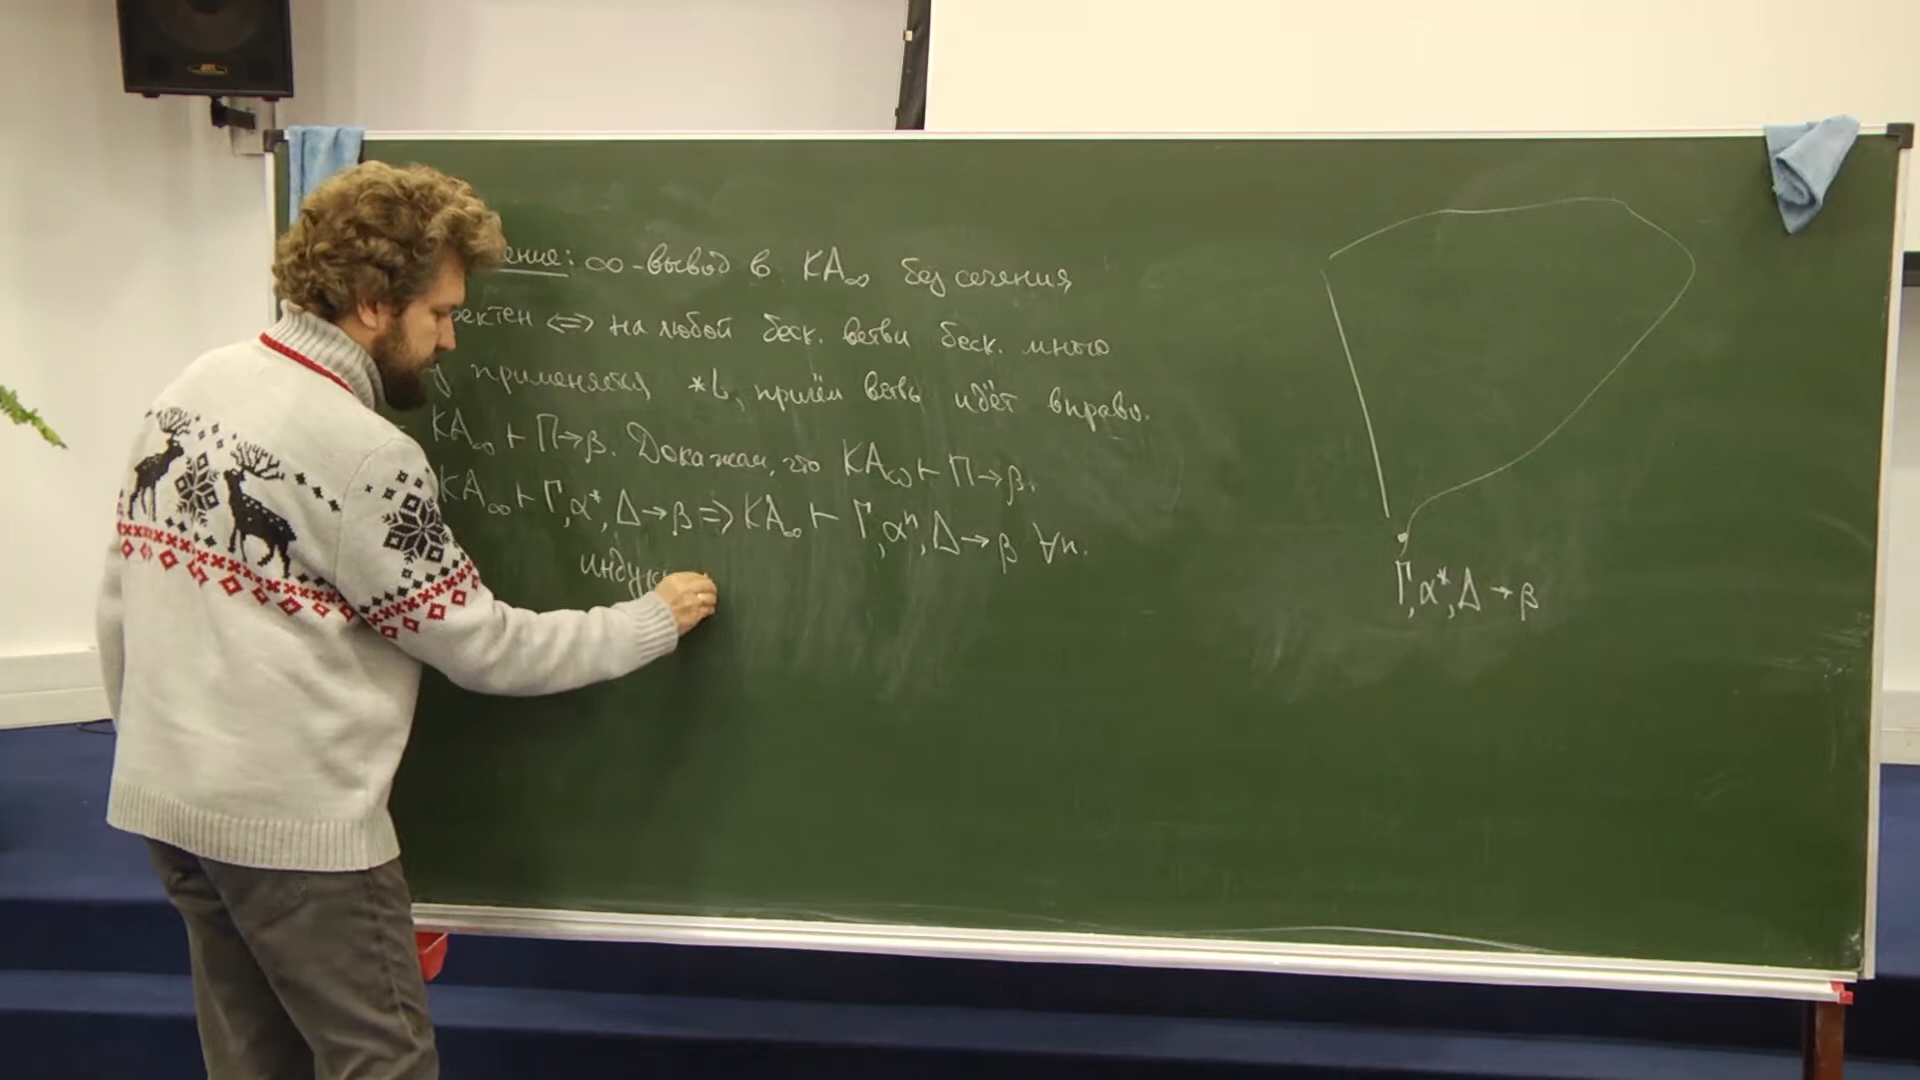 ение: ∞-вывод в KA∞ без сечения
ректен ⇔ на любой беск. ветви беск. много
применяется *L, причём ветвь идёт вправо.
KA∞ ⊢ Π→β. Докажем, что KAω ⊢ Π→β.
KA∞ ⊢ Γ, α*, Δ→β ⇒ KA∞ ⊢ Γ, αⁿ, Δ→β ∀n.
индук
Γ, α*, Δ→β